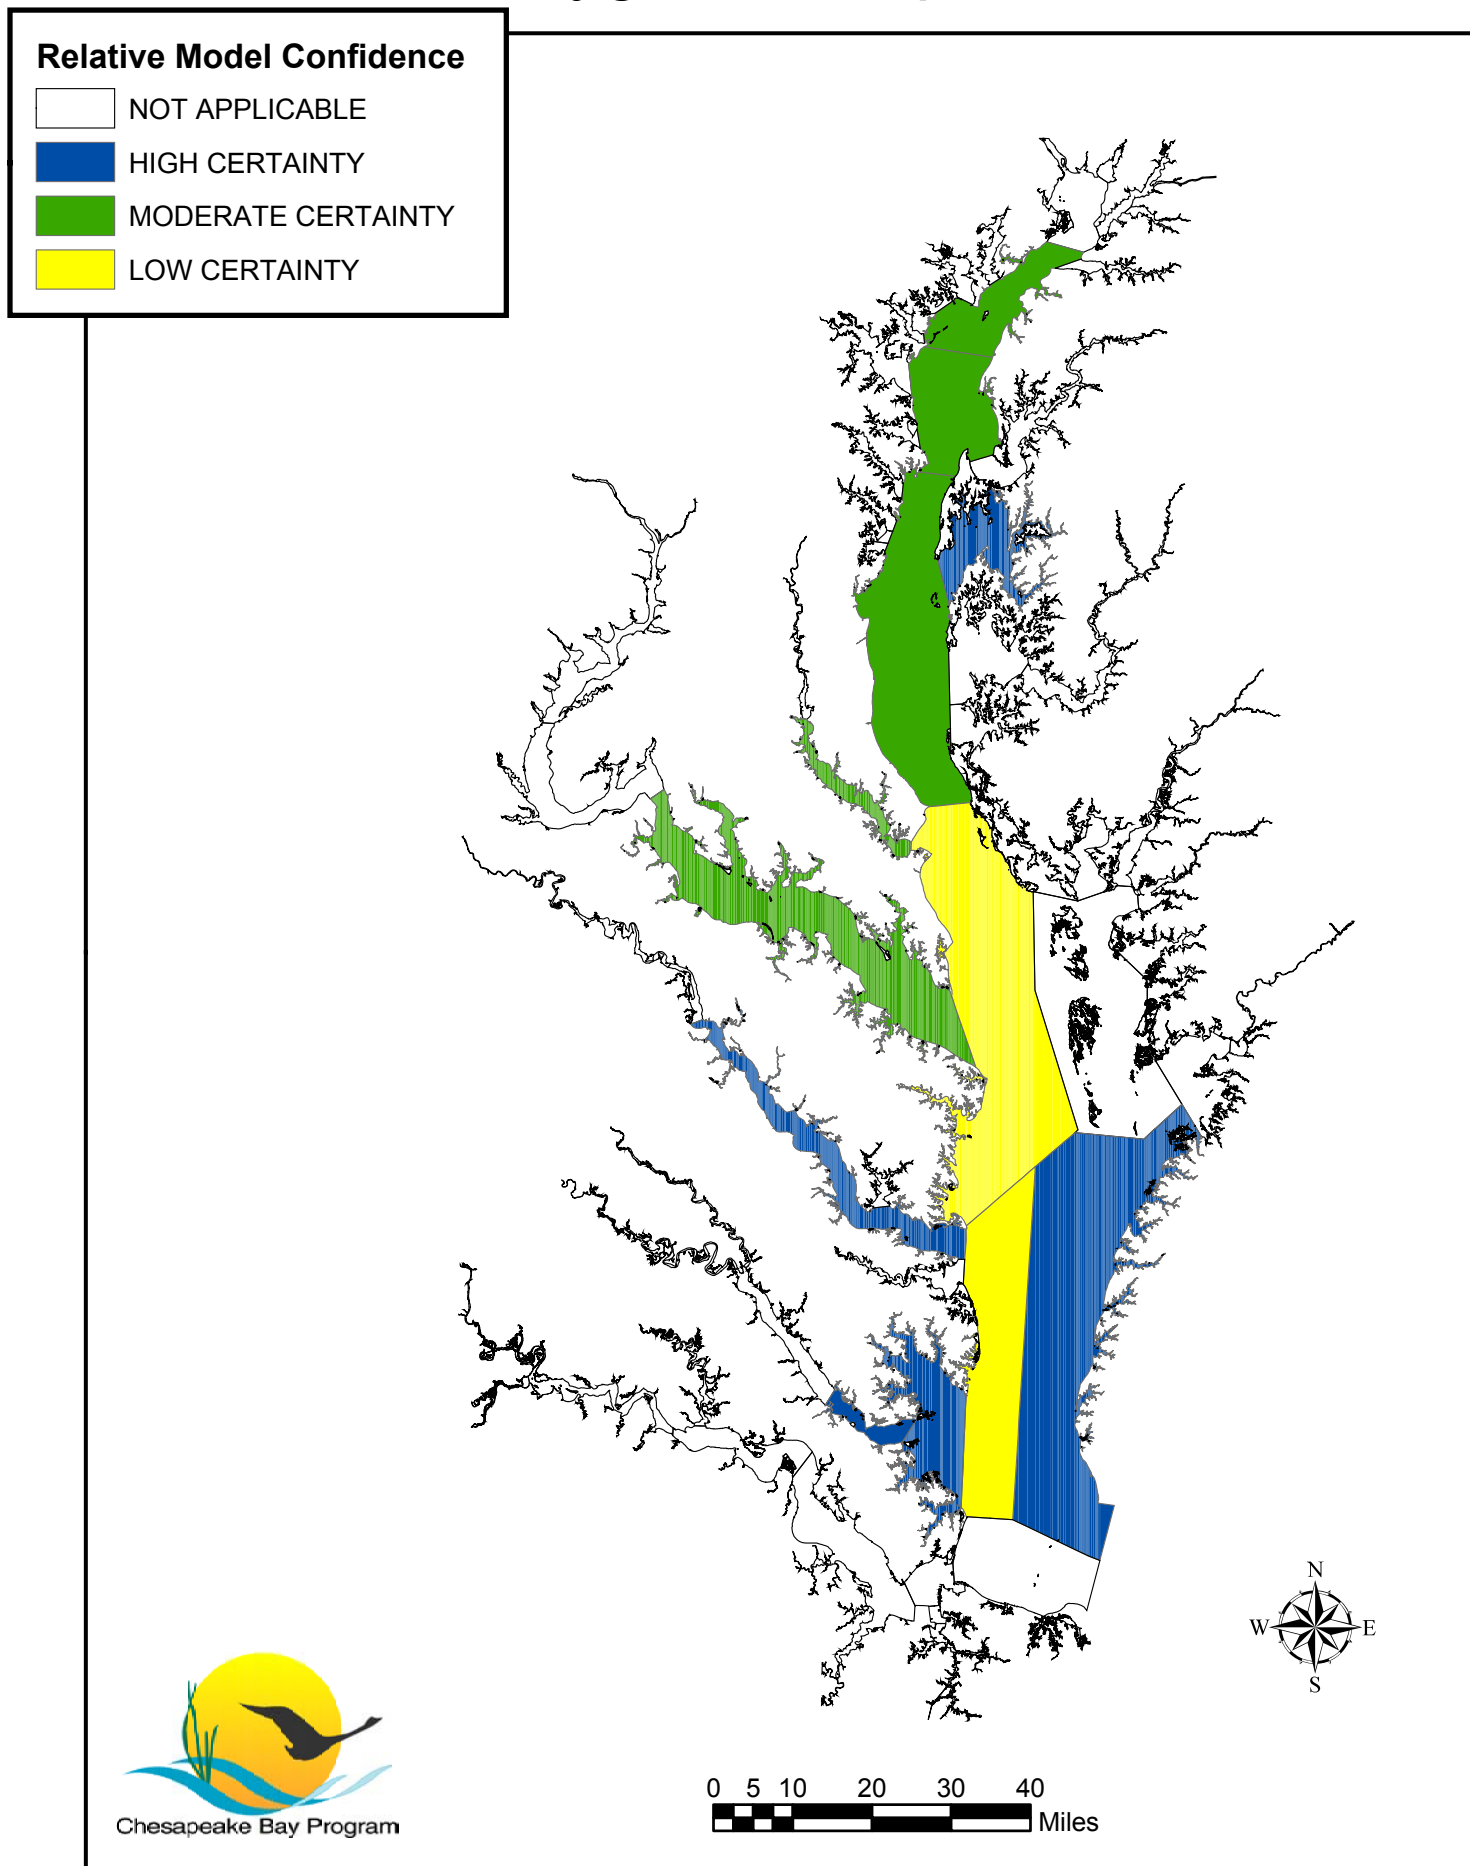 Relative Model Confidence
NOT APPLICABLE
HIGH CERTAINTY
MODERATE CERTAINTY
LOW CERTAINTY
N
W E
S
0 5 10 20 30 40
Miles
Chesapeake Bay Program